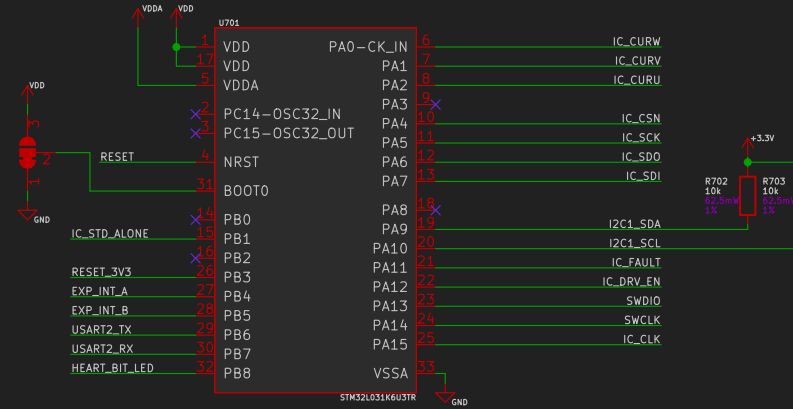 VDDA VDD
U701
1 VDD PA0-CK_IN 6 IC_CURW
17 VDD PA1 7 IC_CURV
5 VDDA PA2 8 IC_CURU
VDD
PA3 9
2 PC14-OSC32_IN PA4 10 IC_CSN
3 PC15-OSC32_OUT PA5 11 IC_SCK
3
+3.3V
2
RESET 4 NRST PA6 12 IC_SDO
1
31 BOOT0 PA7 13 IC_SDI
R702 R703
10k 10k
62.5mW 62.5m
1% 1%
GND
14 PB0 PA8 18
IC_STD_ALONE 15 PB1 PA9 19 I2C1_SDA
16 PB2 PA10 20 I2C1_SCL
RESET_3V3 26 PB3 PA11 21 IC_FAULT
EXP_INT_A 27 PB4 PA12 22 IC_DRV_EN
EXP_INT_B 28 PB5 PA13 23 SWDIO
USART2_TX 29 PB6 PA14 24 SWCLK
USART2_RX 30 PB7 PA15 25 IC_CLK
HEART_BIT_LED 32 PB8 VSSA 33
STM32L031K6U3TR
GND